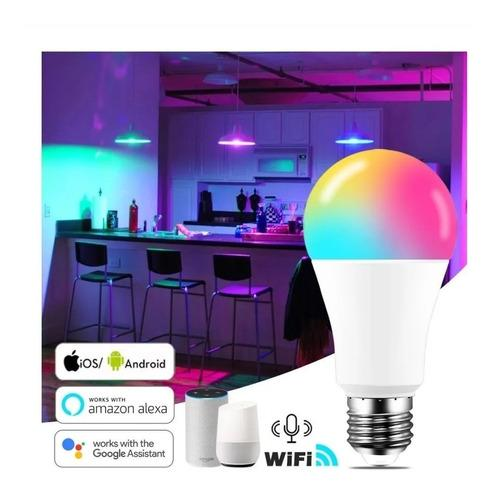 iOS/ Android
WORKS WITH
amazon alexa
works with the
Google Assistant
WiFi